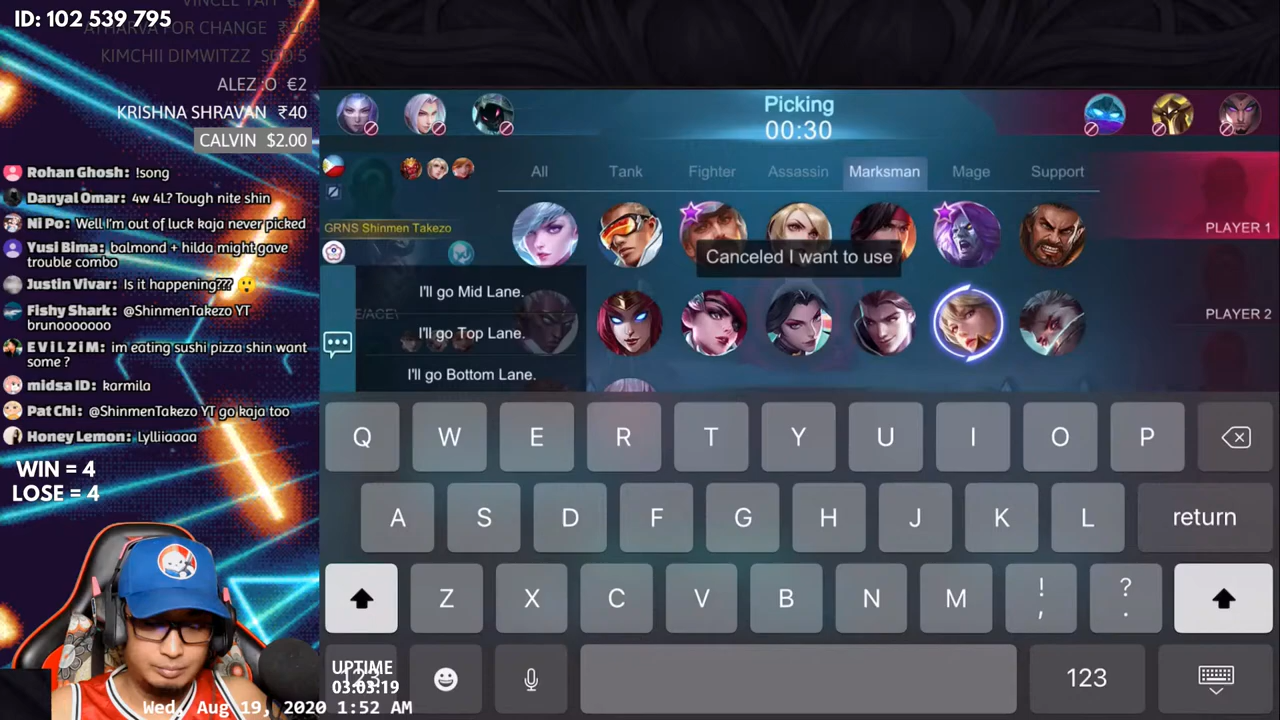 ID: 102 539 795
ATHARVA FOR CHANGE
KIMCHII DIMWITZZ
ALEZ :O €2
KRISHNA SHRAVAN ₹40
CALVIN $2.00
Rohan Ghosh: !song
Danyal Omar: 4w 4L? Tough nite shin
Ni Po: Well I'm out of luck kaja never picked
Yusi Bima: balmond + hilda might gave
trouble combo
Justin Vivar: Is it happening???
Fishy Shark: @ShinmenTakezo YT
brunooooooo
EVILZIM: im eating sushi pizza shin want
some ?
midsa ID: karmila
Pat Chi: @ShinmenTakezo YT go kaja too
Honey Lemon: Lylliiaaaa
WIN = 4
LOSE = 4
Picking
00:30
All Tank Fighter Assassin Marksman Mage Support
GRNS Shinmen Takezo
PLAYER 1
Canceled I want to use
I'll go Mid Lane.
I'll go Top Lane.
I'll go Bottom Lane.
PLAYER 2
Q W E R T Y U I O P
A S D F G H J K L return
Z X C V B N M ! , ? .
123
123
UPTIME
03:03:19
Wed, Aug 19, 2020 1:52 AM